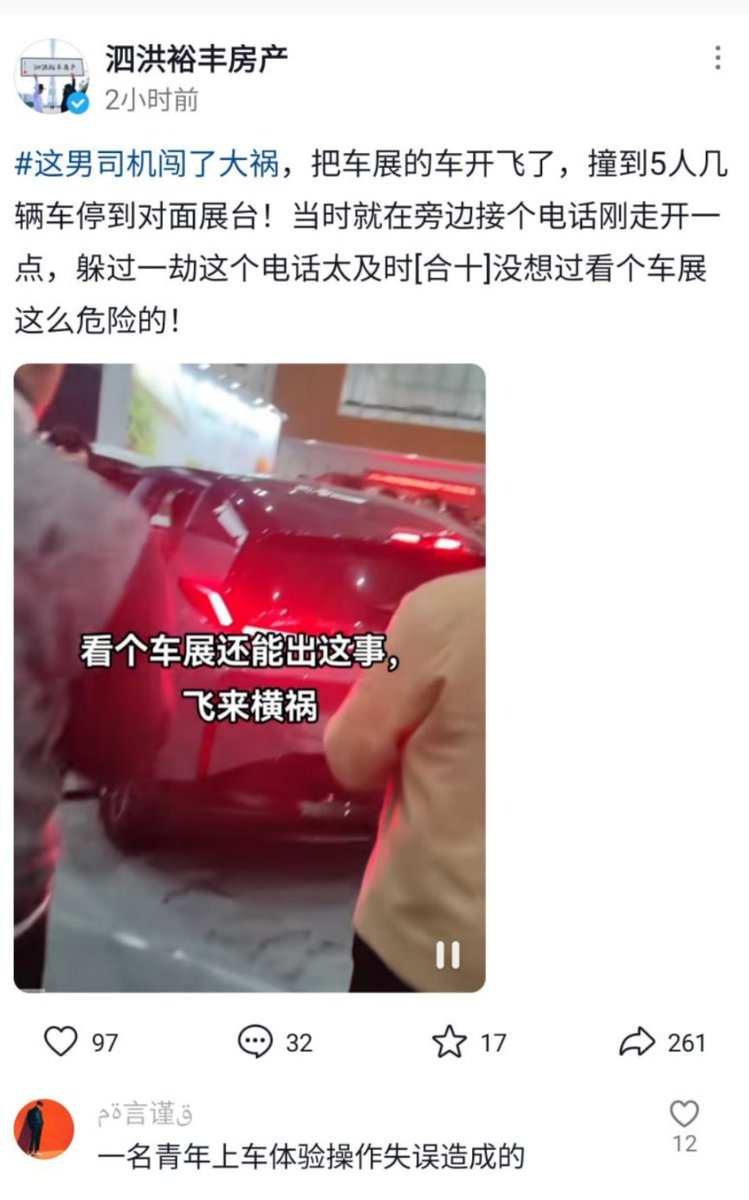 泗洪裕丰房产
2小时前
#这男司机闯了大祸，把车展的车开飞了，撞到5人几
辆车停到对面展台！当时就在旁边接个电话刚走开一
点，躲过一劫这个电话太及时[合十]没想过看个车展
这么危险的！
看个车展还能出这事，
飞来横祸
97
32
17
261
一名青年上车体验操作失误造成的
12